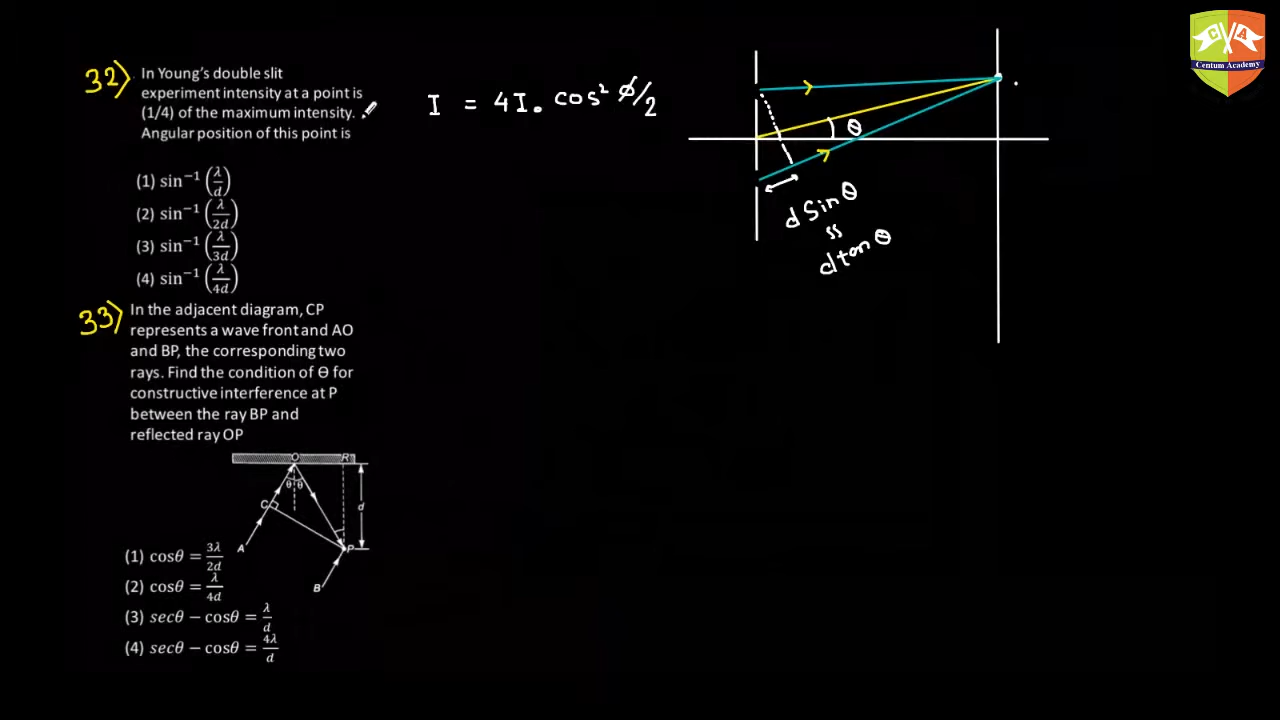 32)
In Young's double slit
experiment intensity at a point is
(1/4) of the maximum intensity.
Angular position of this point is
(1) sin⁻¹ (λ/d)
(2) sin⁻¹ (λ/2d)
(3) sin⁻¹ (λ/3d)
(4) sin⁻¹ (λ/4d)
I = 4I₀ cos² ϕ/2
θ
d Sin θ
≈
d tan θ
33)
In the adjacent diagram, CP
represents a wave front and AO
and BP, the corresponding two
rays. Find the condition of Ө for
constructive interference at P
between the ray BP and
reflected ray OP
O R
θ θ
C
d
A
P
B
(1) cosθ = 3λ/2d
(2) cosθ = λ/4d
(3) secθ − cosθ = λ/d
(4) secθ − cosθ = 4λ/d
C A
Centum Academy